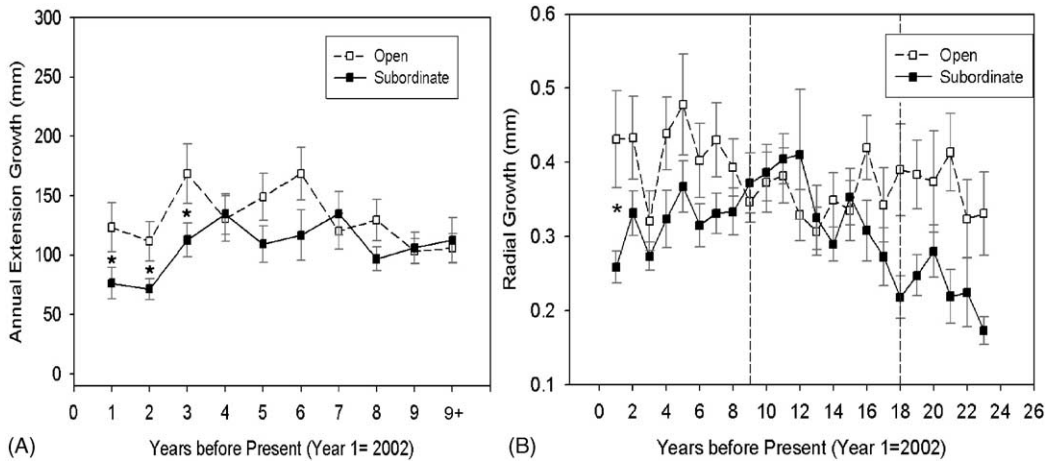 300
250
200
150
100
50
0
Annual Extension Growth (mm)
Open
Subordinate
*
*
*
0 1 2 3 4 5 6 7 8 9 9+
(A) Years before Present (Year 1= 2002)
0.6
0.5
0.4
0.3
0.2
0.1
Radial Growth (mm)
Open
Subordinate
*
0 2 4 6 8 10 12 14 16 18 20 22 24 26
(B) Years before Present (Year 1=2002)